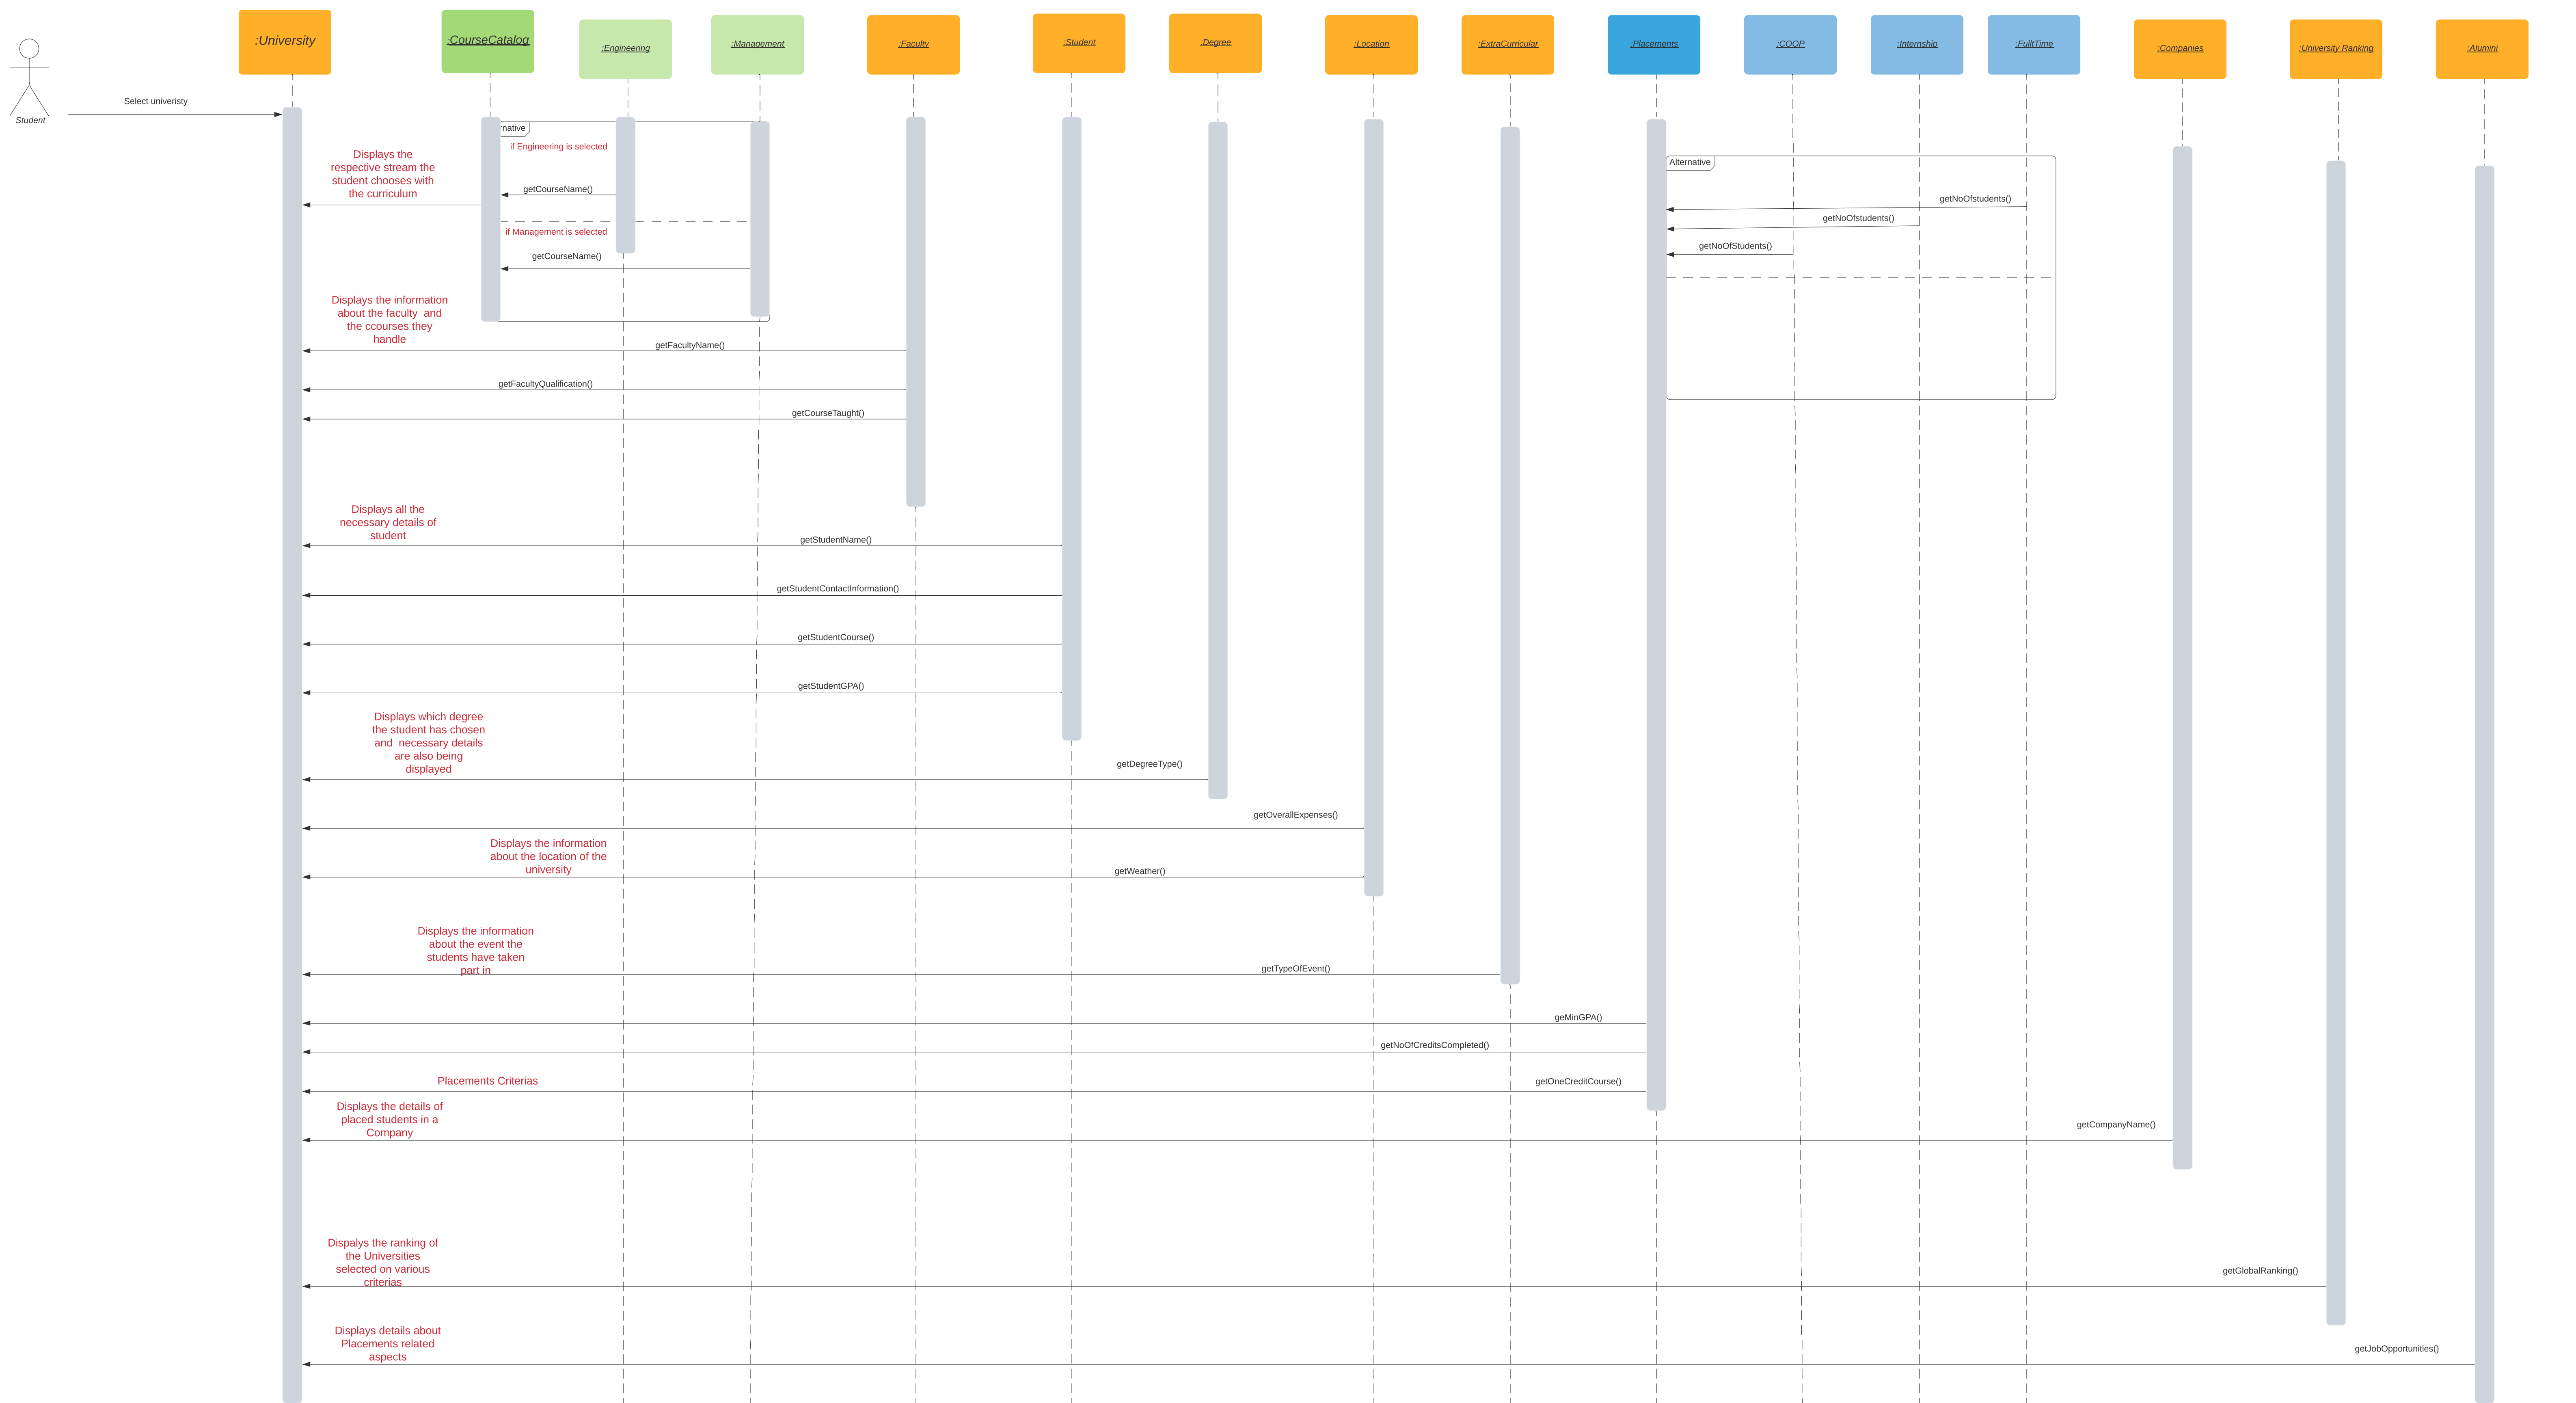 :University
:CourseCatalog
:Engineering
:Management
:Faculty
:Student
:Degree
:Location
:ExtraCurricular
:Placements
:COOP
:Internship
:FulltTime
:Companies
:University Ranking
:Alumini
Student
Select univeristy
native
if Engineering is selected
getCourseName()
if Management is selected
getCourseName()
Displays the
respective stream the
student chooses with
the curriculum
Alternative
getNoOfstudents()
getNoOfstudents()
getNoOfStudents()
Displays the information
about the faculty  and
the ccourses they
handle
getFacultyName()
getFacultyQualification()
getCourseTaught()
Displays all the
necessary details of
student
getStudentName()
getStudentContactInformation()
getStudentCourse()
getStudentGPA()
Displays which degree
the student has chosen
and  necessary details
are also being
displayed
getDegreeType()
getOverallExpenses()
Displays the information
about the location of the
university
getWeather()
Displays the information
about the event the
students have taken
part in
getTypeOfEvent()
geMinGPA()
getNoOfCreditsCompleted()
Placements Criterias
getOneCreditCourse()
Displays the details of
placed students in a
Company
getCompanyName()
Dispalys the ranking of
the Universities
selected on various
criterias
getGlobalRanking()
Displays details about
Placements related
aspects
getJobOpportunities()